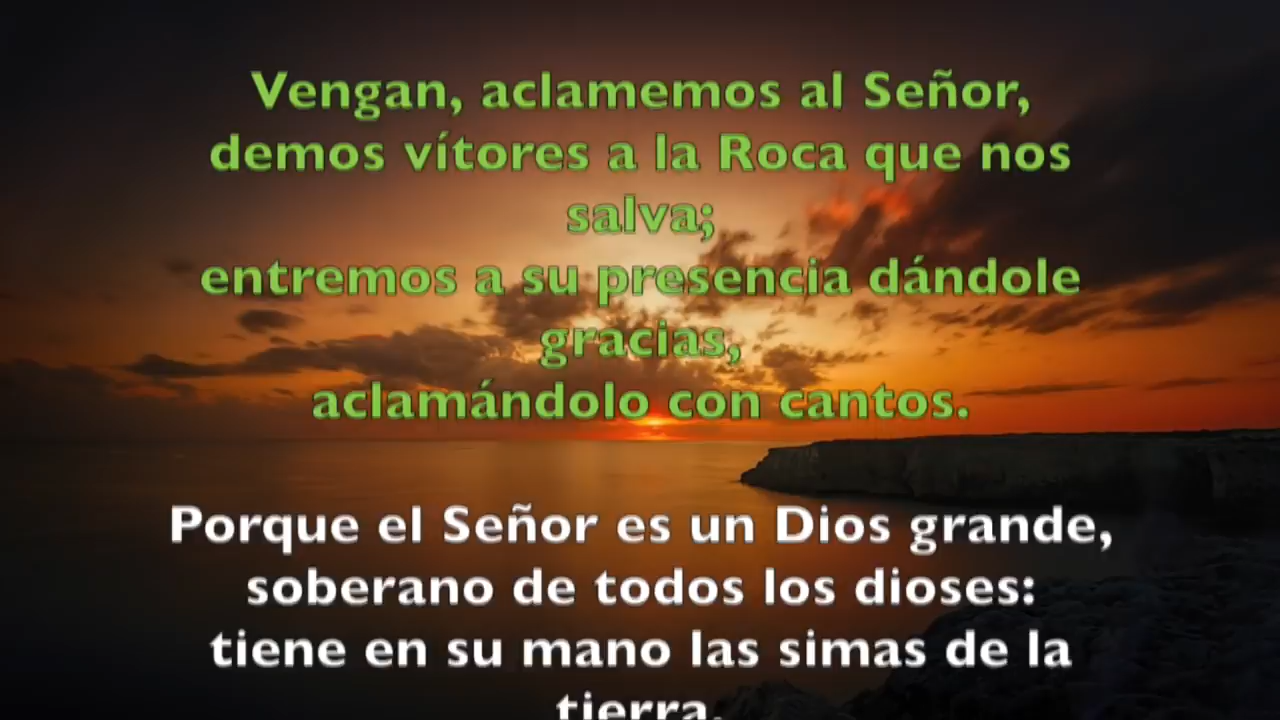 Vengan, aclamemos al Señor,
demos vítores a la Roca que nos
salva;
entremos a su presencia dándole
gracias,
aclamándolo con cantos.
Porque el Señor es un Dios grande,
soberano de todos los dioses:
tiene en su mano las simas de la
tierra,